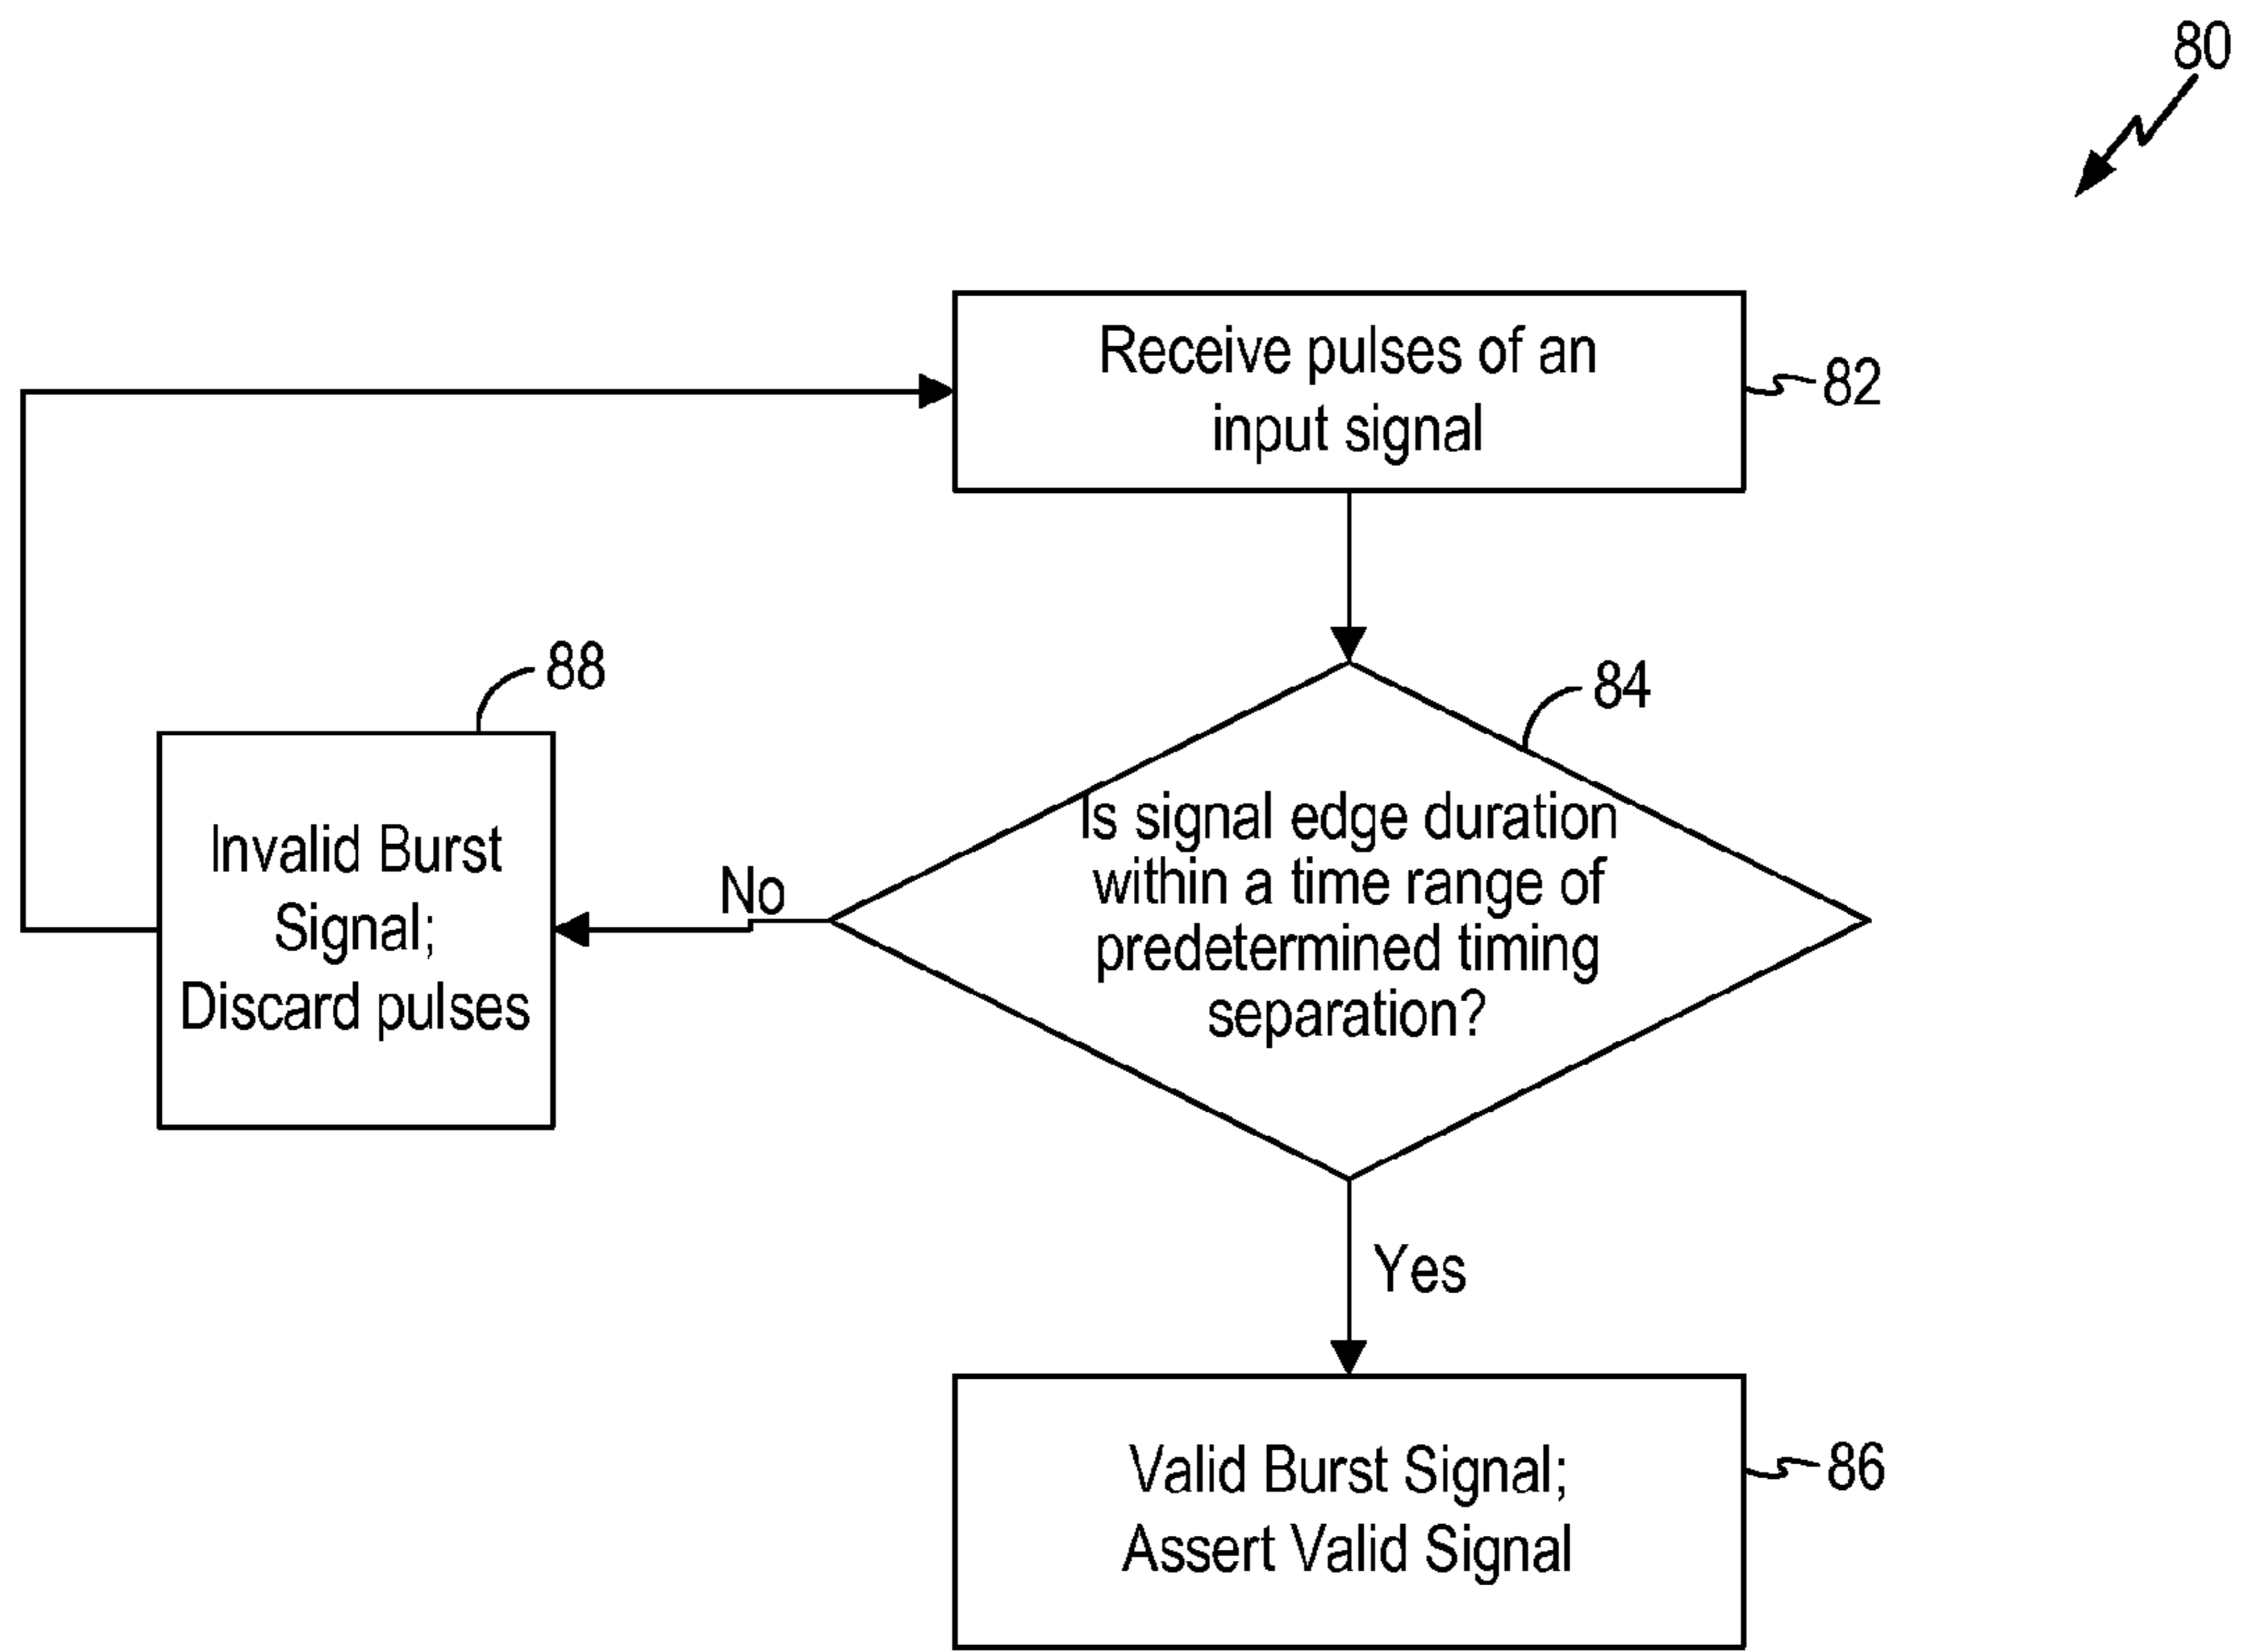 80
Receive pulses of an
input signal
82
84
Is signal edge duration
within a time range of
predetermined timing
separation?
No
88
Invalid Burst
Signal;
Discard pulses
Yes
Valid Burst Signal;
Assert Valid Signal
86